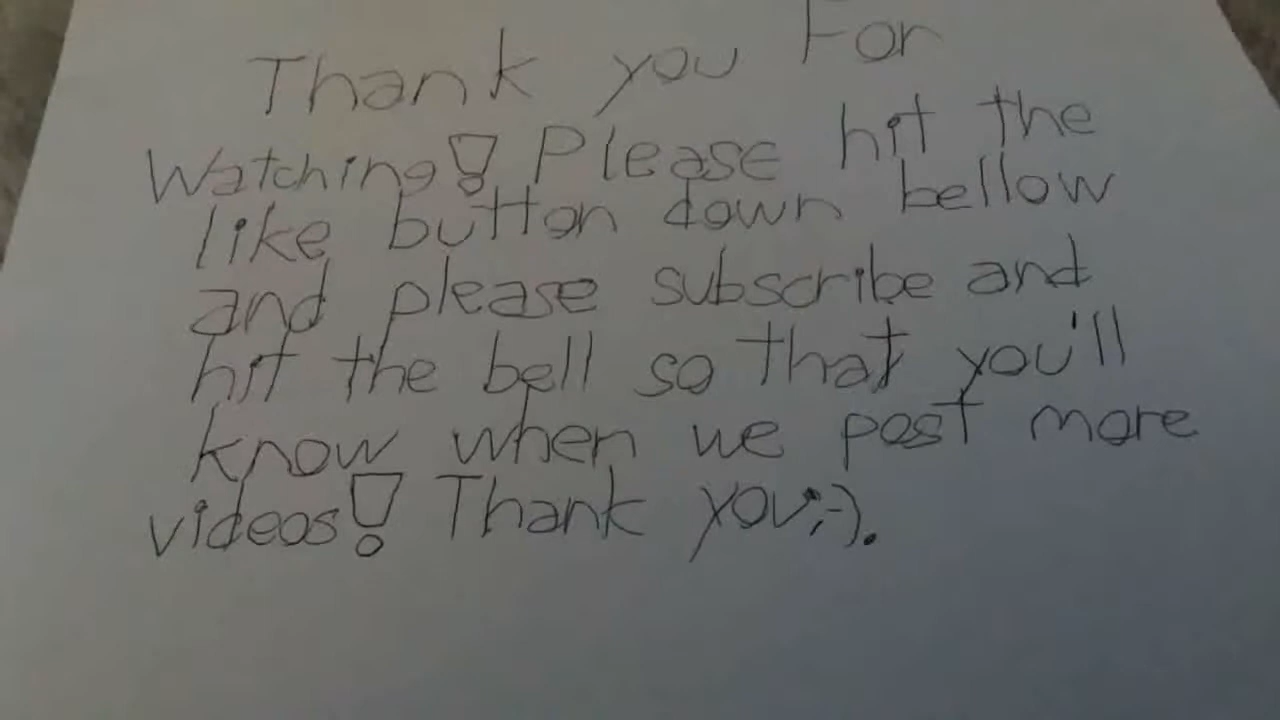 Thank you For
Watching! Please hit the
like button down bellow
and please subscribe and
hit the bell so that you'll
know when we post more
videos! Thank you;-).